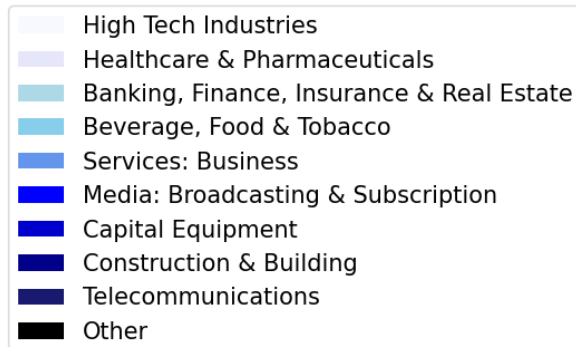 High Tech Industries
Healthcare & Pharmaceuticals
Banking, Finance, Insurance & Real Estate
Beverage, Food & Tobacco
Services: Business
Media: Broadcasting & Subscription
Capital Equipment
Construction & Building
Telecommunications
Other